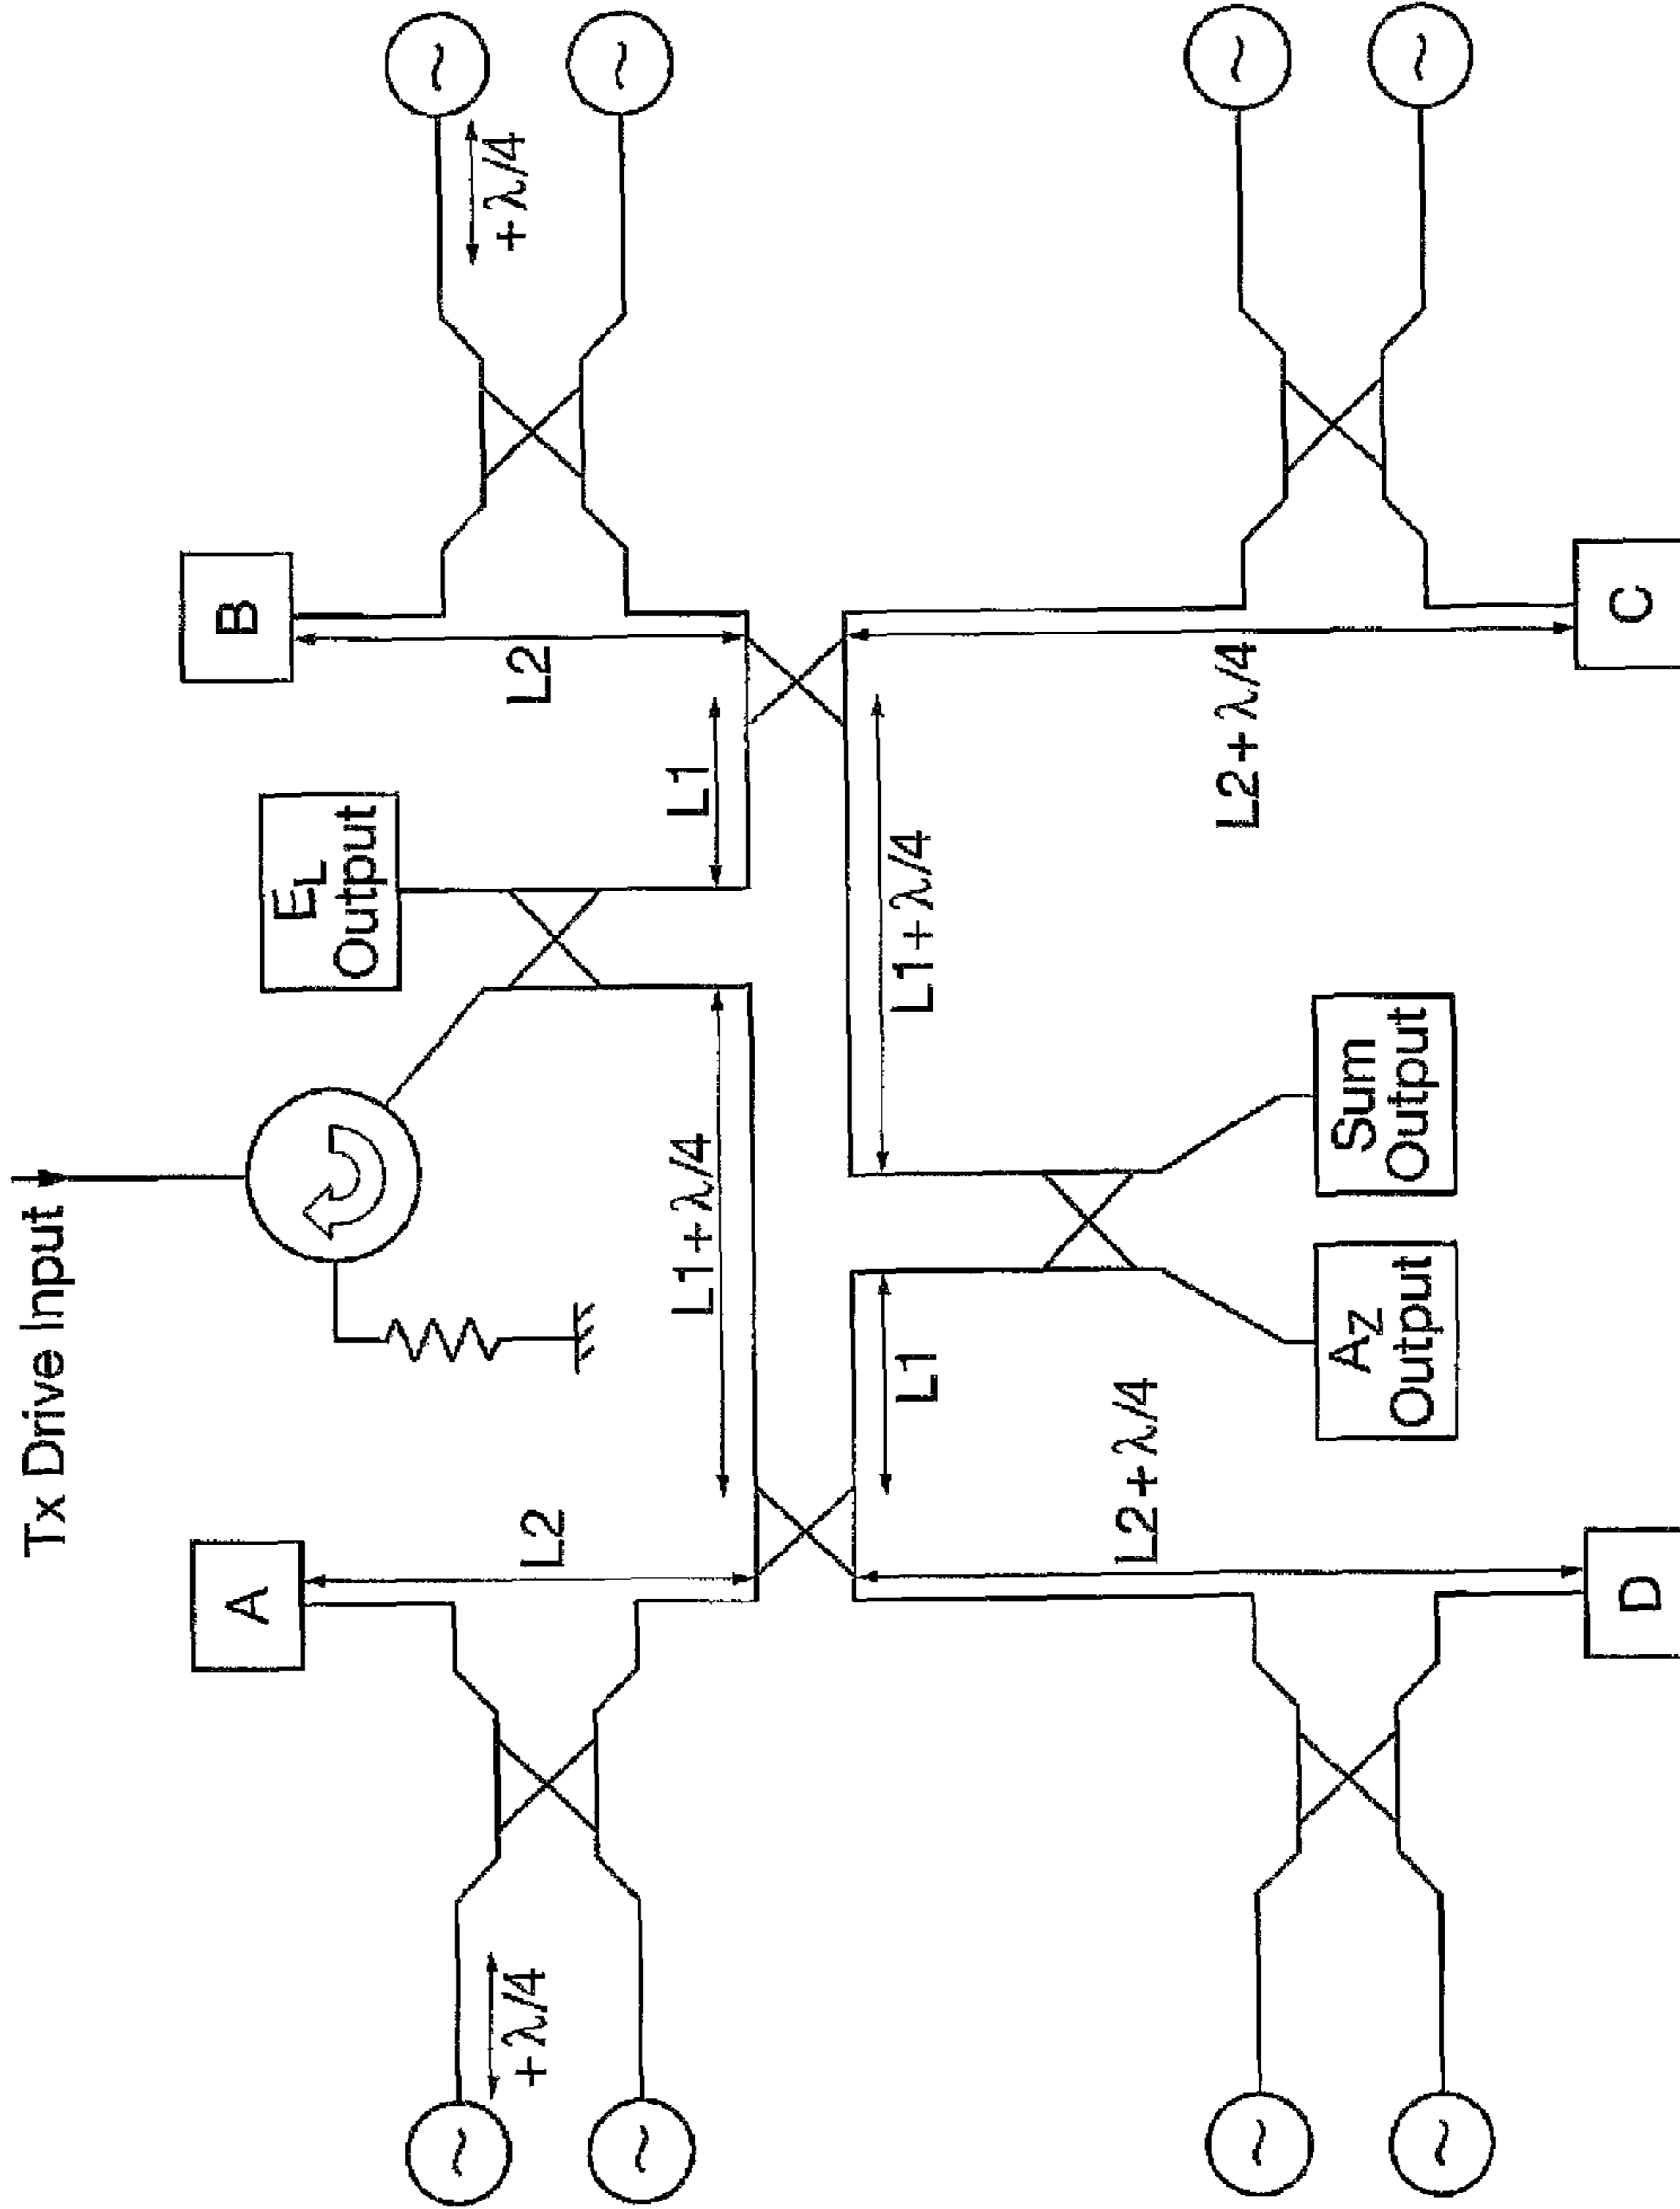 Tx Drive Input
A
B
L2
L2
+λ/4
+λ/4
E_L
Output
L1+λ/4
L1
L1
L1+λ/4
L2+λ/4
L2+λ/4
A_Z
Output
Sum
Output
D
C
~
~
~
~
~
~
~
~